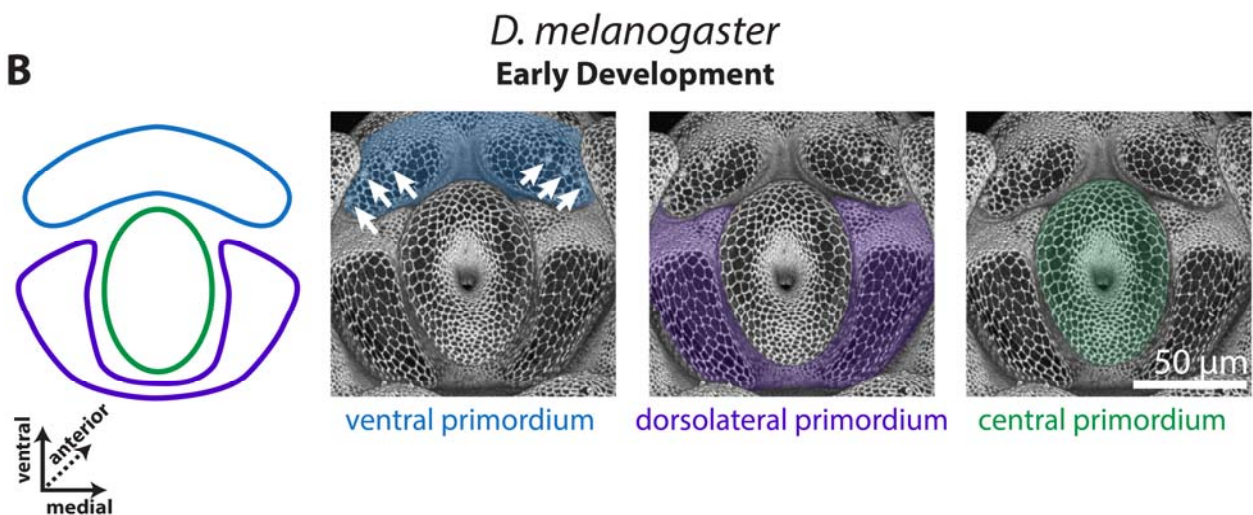 D. melanogaster
B
Early Development
50 μm
ventral primordium
dorsolateral primordium
central primordium
ventral
anterior
medial